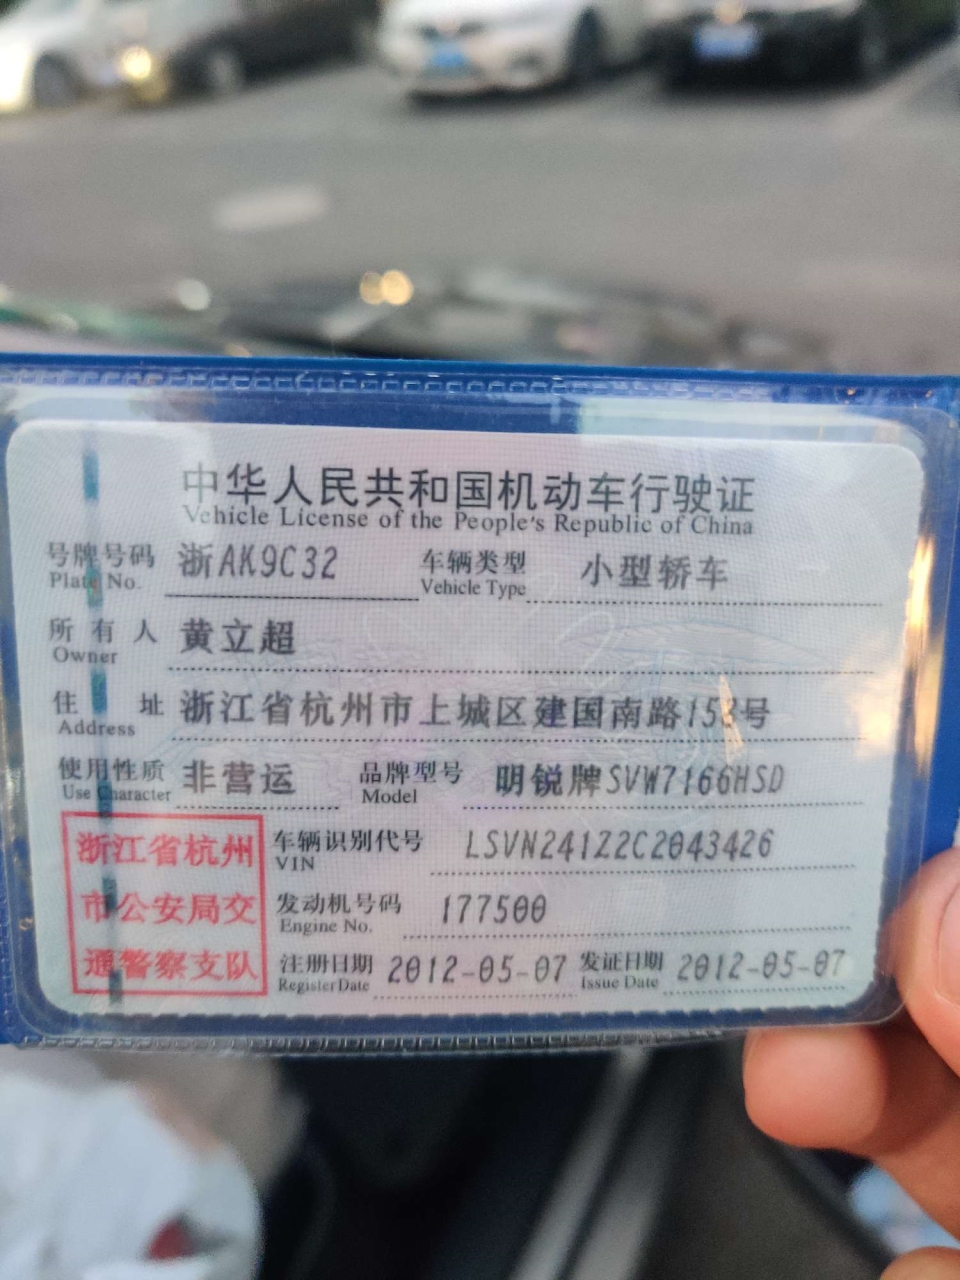 中华人民共和国机动车行驶证
Vehicle License of the People's Republic of China
号牌号码 浙AK9C32 车辆类型 小型轿车
Plate No. Vehicle Type
所有人 黄立超
Owner
住址 浙江省杭州市上城区建国南路
Address
使用性质 非营运 品牌型号 明锐牌SVW7166HSD
Use Character Model
浙江省杭州 车辆识别代号 LSVN241Z2C2043426
VIN
市公安局交 发动机号码 177500
Engine No.
通警察支队 注册日期 2012-05-07 发证日期 2012-05-07
Register Date Issue Date